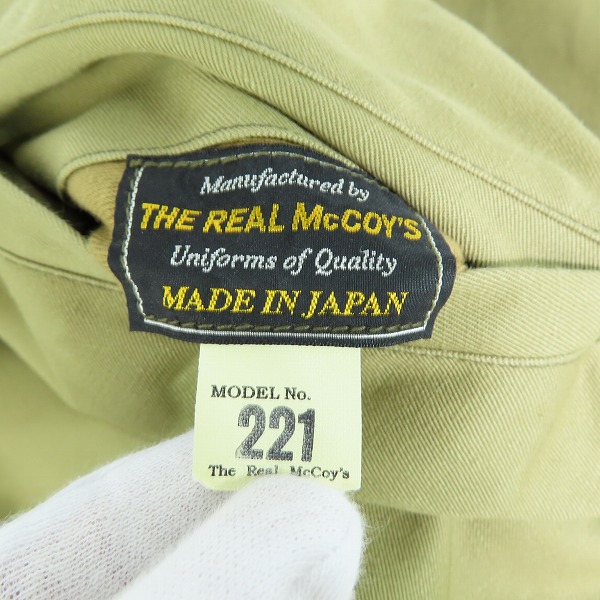 Manufactured by
THE REAL McCOY'S
Uniforms of Quality
MADE IN JAPAN
MODEL No.
221
The Real McCoy's